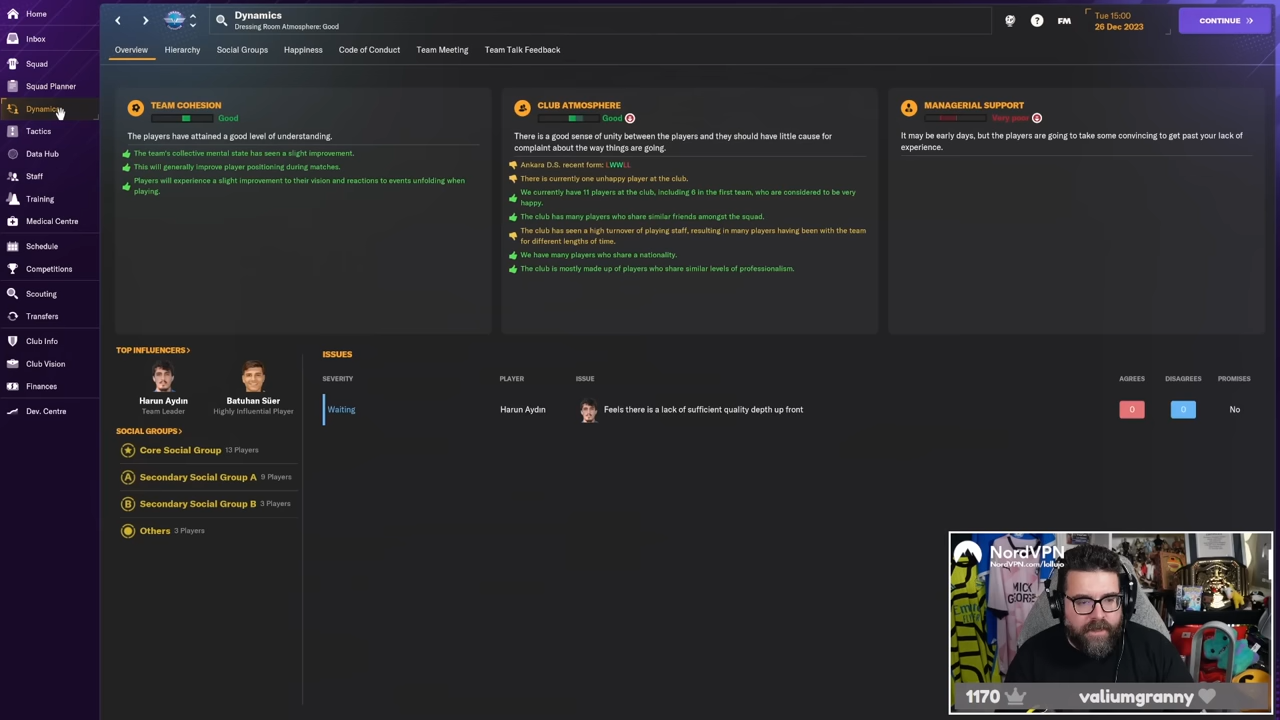 Home
Inbox
Squad
Squad Planner
Dynamics
Tactics
Data Hub
Staff
Training
Medical Centre
Schedule
Competitions
Scouting
Transfers
Club Info
Club Vision
Finances
Dev. Centre
Dynamics
Dressing Room Atmosphere: Good
FM
Tue 15:00
26 Dec 2023
CONTINUE
Overview
Hierarchy
Social Groups
Happiness
Code of Conduct
Team Meeting
Team Talk Feedback
TEAM COHESION
Good
The players have attained a good level of understanding.
The team's collective mental state has seen a slight improvement.
This will generally improve player positioning during matches.
Players will experience a slight improvement to their vision and reactions to events unfolding when
playing.
CLUB ATMOSPHERE
Good
There is a good sense of unity between the players and they should have little cause for
complaint about the way things are going.
Ankara D.S. recent form: LWWLL
There is currently one unhappy player at the club.
We currently have 11 players at the club, including 6 in the first team, who are considered to be very
happy.
The club has many players who share similar friends amongst the squad.
The club has seen a high turnover of playing staff, resulting in many players having been with the team
for different lengths of time.
We have many players who share a nationality.
The club is mostly made up of players who share similar levels of professionalism.
MANAGERIAL SUPPORT
Very poor
It may be early days, but the players are going to take some convincing to get past your lack of
experience.
TOP INFLUENCERS>
Harun Aydın
Team Leader
Batuhan Süer
Highly Influential Player
SOCIAL GROUPS>
Core Social Group 13 Players
A Secondary Social Group A 9 Players
B Secondary Social Group B 3 Players
Others 3 Players
ISSUES
SEVERITY PLAYER ISSUE AGREES DISAGREES PROMISES
Waiting Harun Aydın Feels there is a lack of sufficient quality depth up front 0 0 No
NordVPN
NordVPN.com/lollujo
MICK
GEORGE
1170 valiumgranny